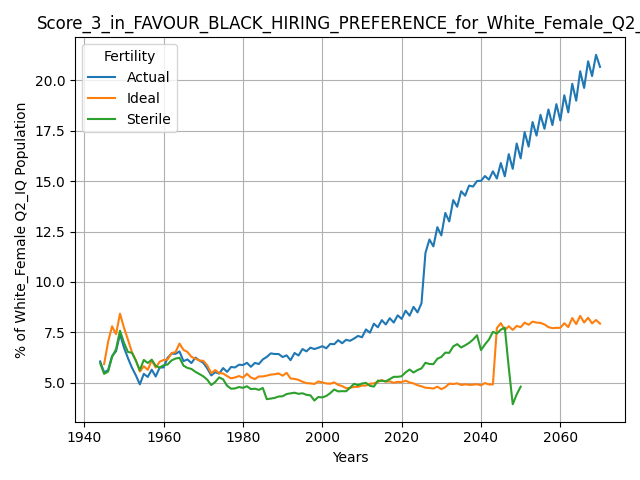 Score_3_in_FAVOUR_BLACK_HIRING_PREFERENCE_for_White_Female_Q2_
Fertility
Actual
Ideal
Sterile
% of White_Female Q2_IQ Population
20.0
17.5
15.0
12.5
10.0
7.5
5.0
1940 1960 1980 2000 2020 2040 2060
Years